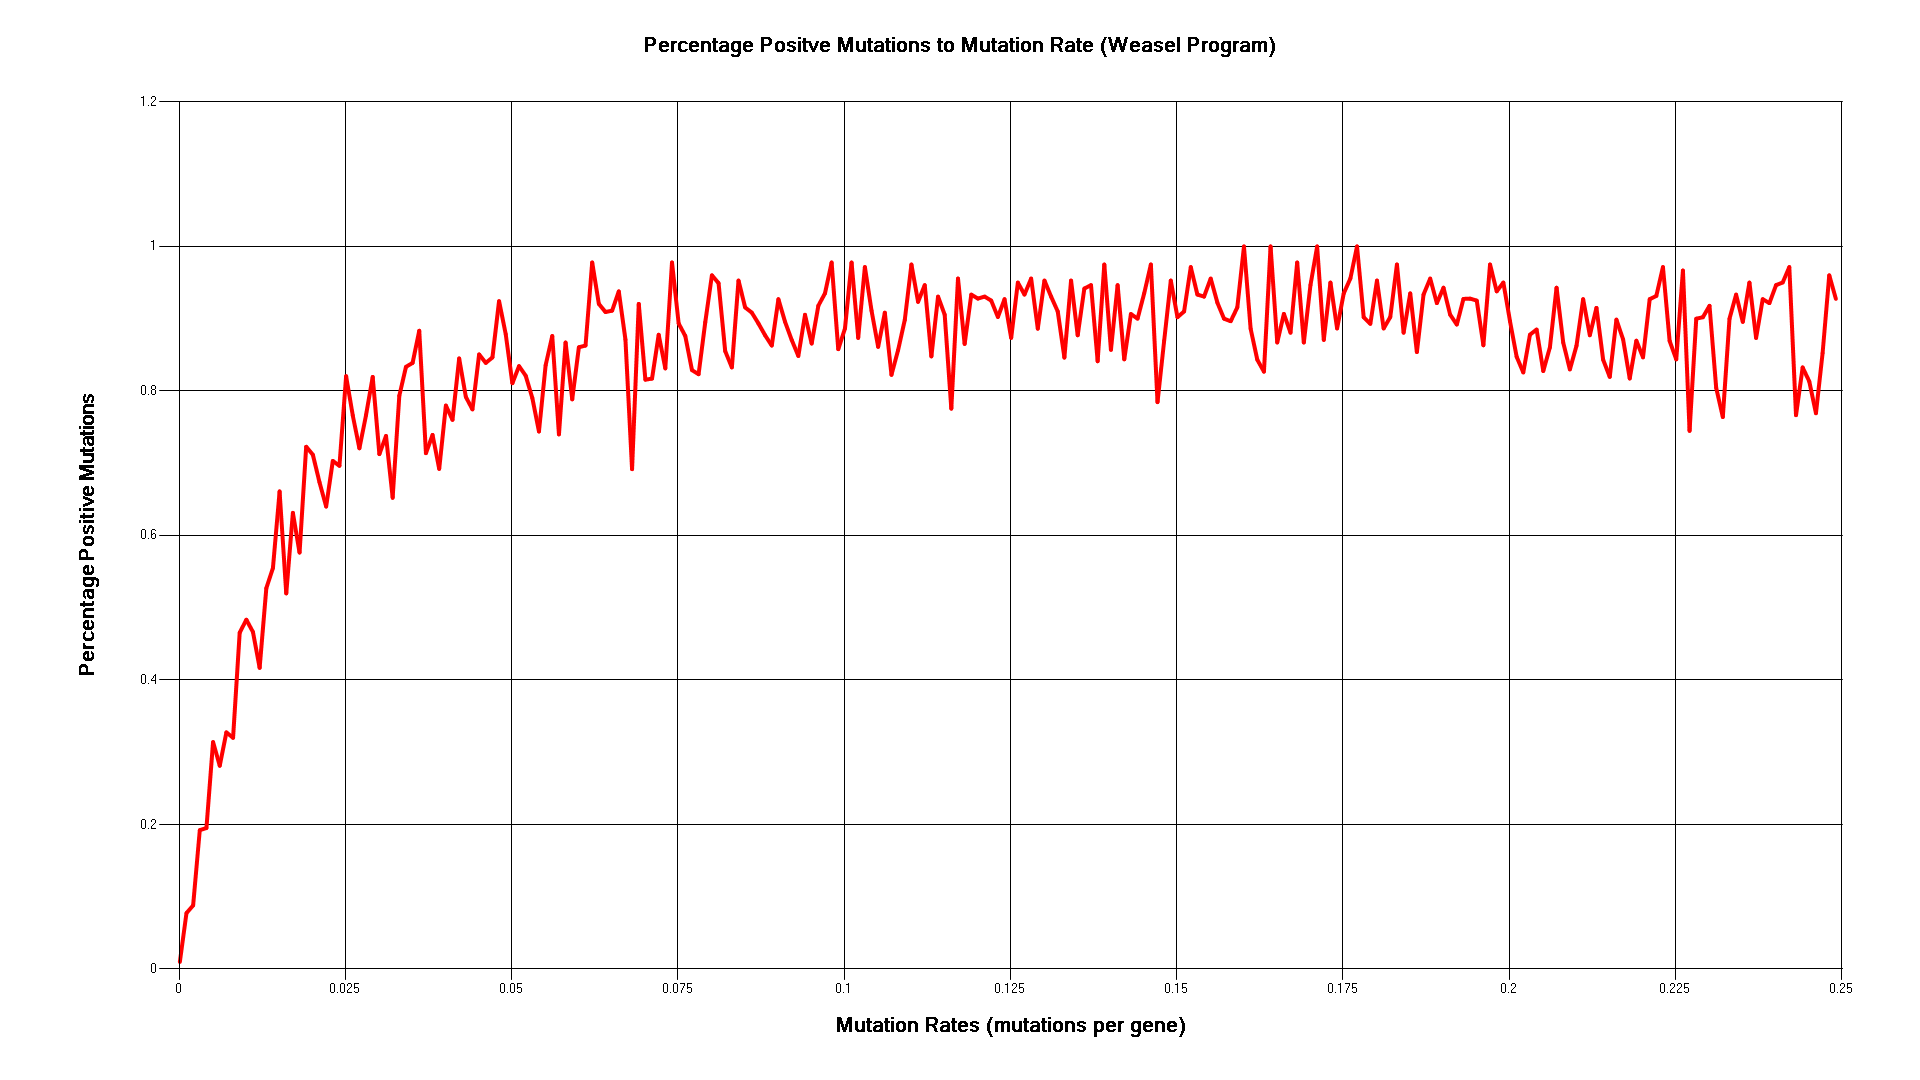 Percentage Positve Mutations to Mutation Rate (Weasel Program)
1.2
1
0.8
0.6
0.4
0.2
0
Percentage Positive Mutations
0 0.025 0.05 0.075 0.1 0.125 0.15 0.175 0.2 0.225 0.25
Mutation Rates (mutations per gene)